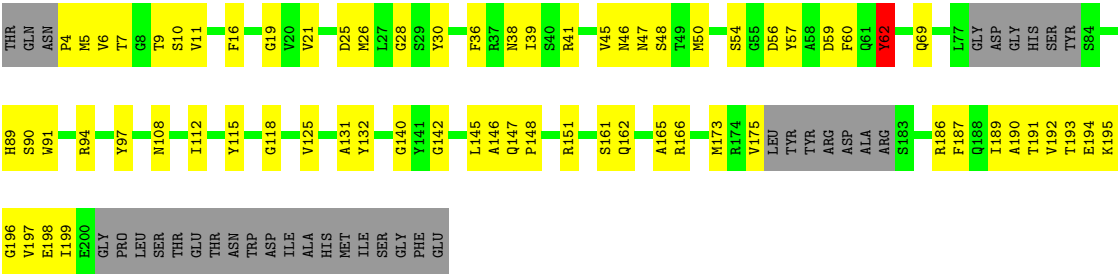 THR GLN ASN P4 M5 V6 T7 G8 T9 S10 V11 F16 G19 V20 V21 D25 M26 L27 G28 S29 Y30 F36 R37 N38 I39 S40 R41 V45 N46 N47 S48 T49 M50 S54 G55 D56 Y57 A58 D59 F60 Q61 Y62 Q69 L77 GLY ASP GLY HIS SER TYR S84
H89 S90 W91 R94 Y97 N108 I112 Y115 G118 V125 A131 Y132 G140 Y141 G142 L145 A146 Q147 P148 R151 S161 Q162 A165 R166 M173 R174 V175 LEU TYR TYR ARG ASP ALA ARG S183 R186 F187 Q188 I189 A190 T191 V192 T193 E194 K195
G196 V197 E198 I199 E200 GLY PRO LEU SER THR GLU THR ASN TRP ASP ILE ALA HIS MET ILE SER GLY PHE GLU